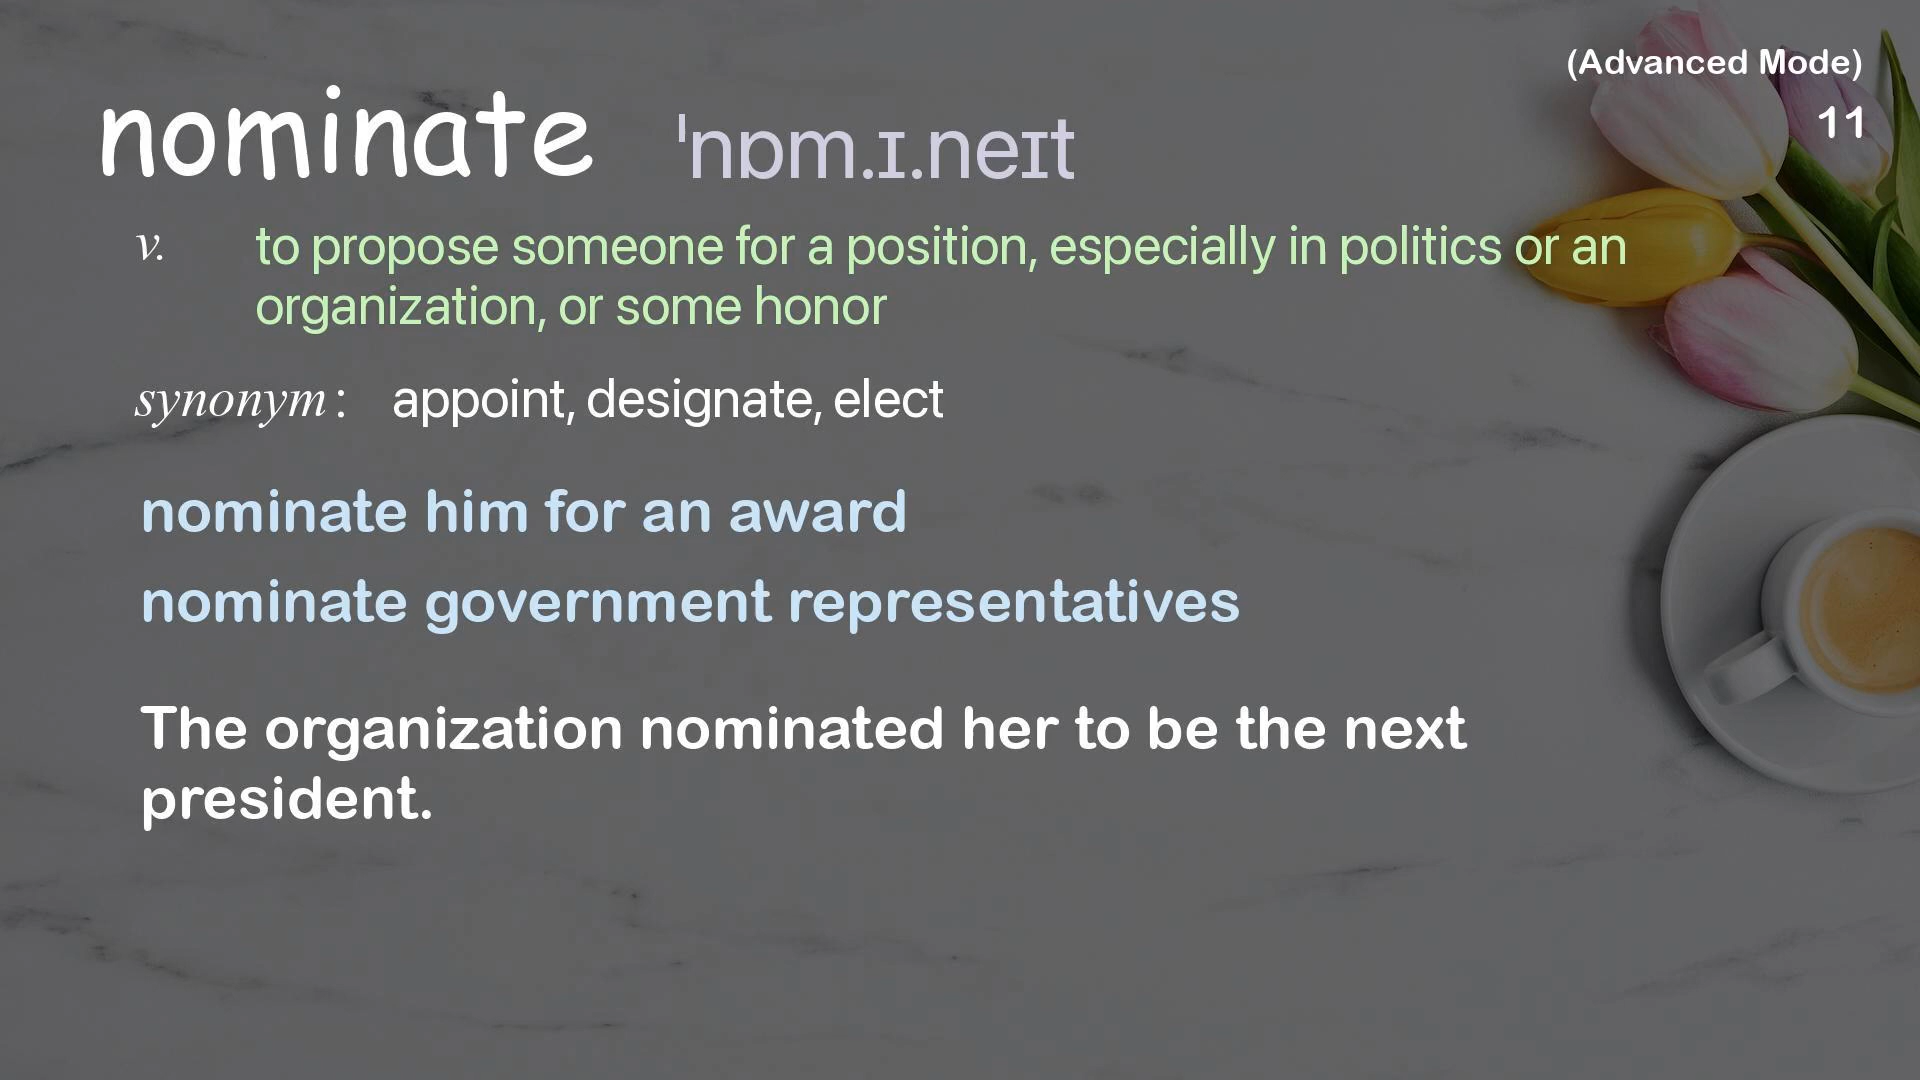 (Advanced Mode)
11
nominate ˈnɒm.ɪ.neɪt
v. to propose someone for a position, especially in politics or an
organization, or some honor
synonym: appoint, designate, elect
nominate him for an award
nominate government representatives
The organization nominated her to be the next
president.